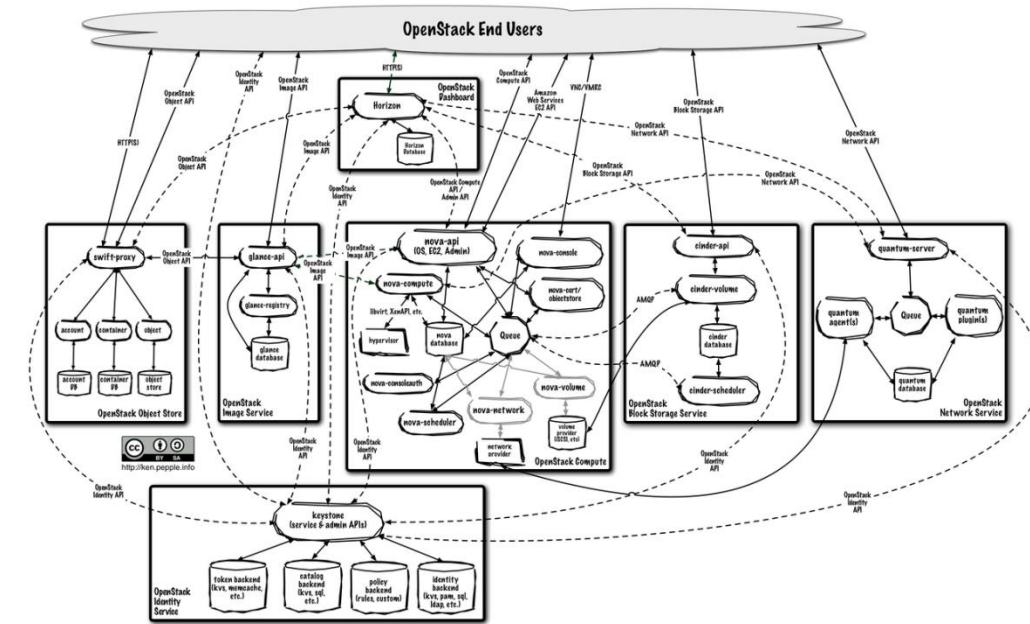 OpenStack End Users
HTTP(S)
OpenStack
Object API
OpenStack
Identity
API
OpenStack
Image API
HTTP(S)
OpenStack
Compute API
Amazon
Web Services
EC2 API
VNC/VMRC
OpenStack
Block Storage API
OpenStack
Network API
OpenStack
Network API
OpenStack
Dashboard
Horizon
Horizon
Database
OpenStack
Object API
OpenStack
Image API
OpenStack
Identity
API
OpenStack Compute
API /
Admin API
OpenStack
Block Storage API
OpenStack
Network API
swift-proxy
account
container
object
account
DB
container
DB
object
store
OpenStack Object Store
OpenStack
Object API
glance-api
glance-registry
glance
database
OpenStack
Image Service
OpenStack
Image API
OpenStack
Image API
nova-api
(OS, EC2, Admin)
nova-console
nova-compute
nova-cert/
objectstore
libvirt, XenAPI, etc.
hypervisor
nova
database
Queue
nova-consoleauth
nova-volume
nova-network
nova-scheduler
network
provider
volume
provider
(iSCSI, etc)
OpenStack Compute
AMQP
AMQP
cinder-api
cinder-volume
cinder
database
cinder-scheduler
OpenStack
Block Storage Service
quantum-server
quantum
agent(s)
Queue
quantum
plugin(s)
quantum
database
OpenStack
Network Service
CC
BY SA
http://ken.pepple.info
OpenStack
Identity
API
OpenStack
Identity
API
OpenStack
Identity
API
OpenStack
Identity
API
OpenStack
Identity
API
keystone
(service & admin APIs)
token backend
(kvs, memcache,
etc.)
catalog
backend
(kvs, sql,
etc.)
policy
backend
(rules, custom)
identity
backend
(kvs, pam, sql,
ldap, etc.)
OpenStack
Identity
Service